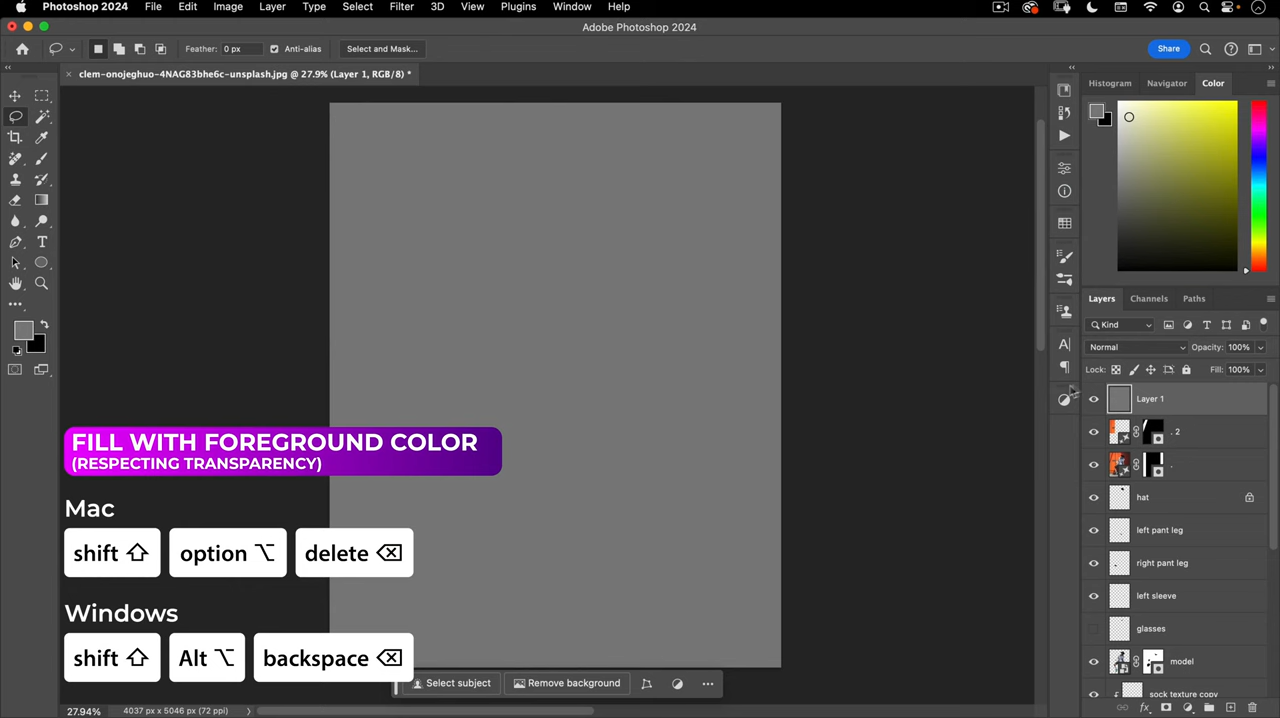 Photoshop 2024 File Edit Image Layer Type Select Filter 3D View Plugins Window Help
Adobe Photoshop 2024
Feather: 0 px Anti-alias Select and Mask... Share
× clem-onojeghuo-4NAG83bhe6c-unsplash.jpg @ 27.9% (Layer 1, RGB/8) *
Histogram Navigator Color
FILL WITH FOREGROUND COLOR
(RESPECTING TRANSPARENCY)
Mac
shift option delete
Windows
shift Alt backspace
Select subject Remove background
27.94% 4037 px x 5046 px (72 ppi)
Layers Channels Paths
Kind
Normal Opacity: 100%
Lock: Fill: 100%
Layer 1
. 2
.
hat
left pant leg
right pant leg
left sleeve
glasses
model
sock texture copy
fx